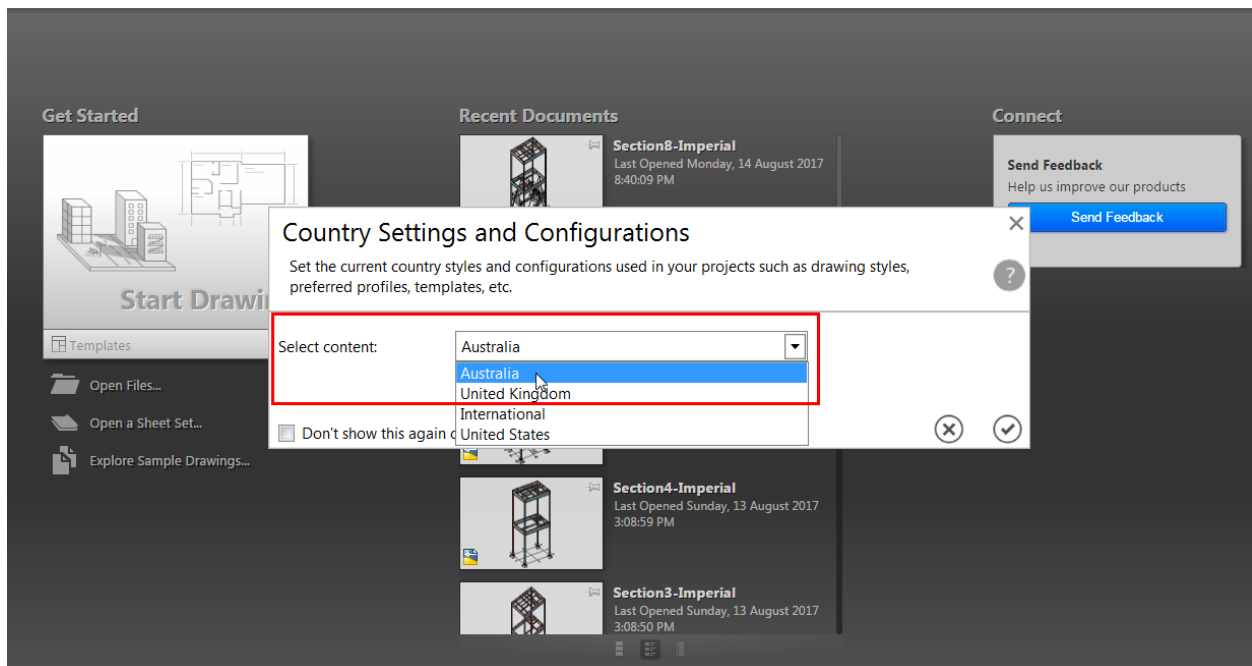 Get Started
Recent Documents
Connect
Section8-Imperial
Last Opened Monday, 14 August 2017
8:40:09 PM
Send Feedback
Help us improve our products
Send Feedback
Country Settings and Configurations
Set the current country styles and configurations used in your projects such as drawing styles,
preferred profiles, templates, etc.
?
Start Drawi
Templates
Select content:
Australia
Australia
United Kingdom
International
United States
Don't show this again
Open Files...
Open a Sheet Set...
Explore Sample Drawings...
Section4-Imperial
Last Opened Sunday, 13 August 2017
3:08:59 PM
Section3-Imperial
Last Opened Sunday, 13 August 2017
3:08:50 PM